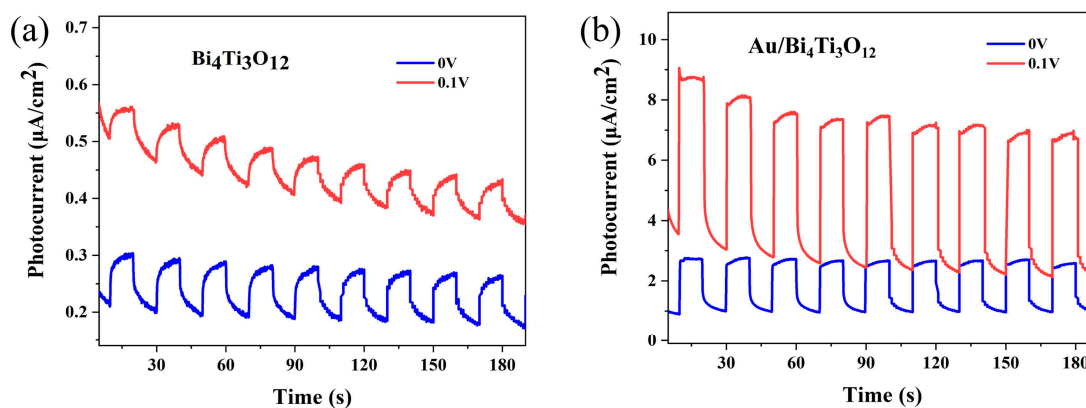 (a)
Bi4Ti3O12
0V
0.1V
Photocurrent (μA/cm2)
0.7
0.6
0.5
0.4
0.3
0.2
30
60
90
120
150
180
Time (s)
(b)
Au/Bi4Ti3O12
0V
0.1V
Photocurrent (μA/cm2)
10
8
6
4
2
0
30
60
90
120
150
180
Time (s)